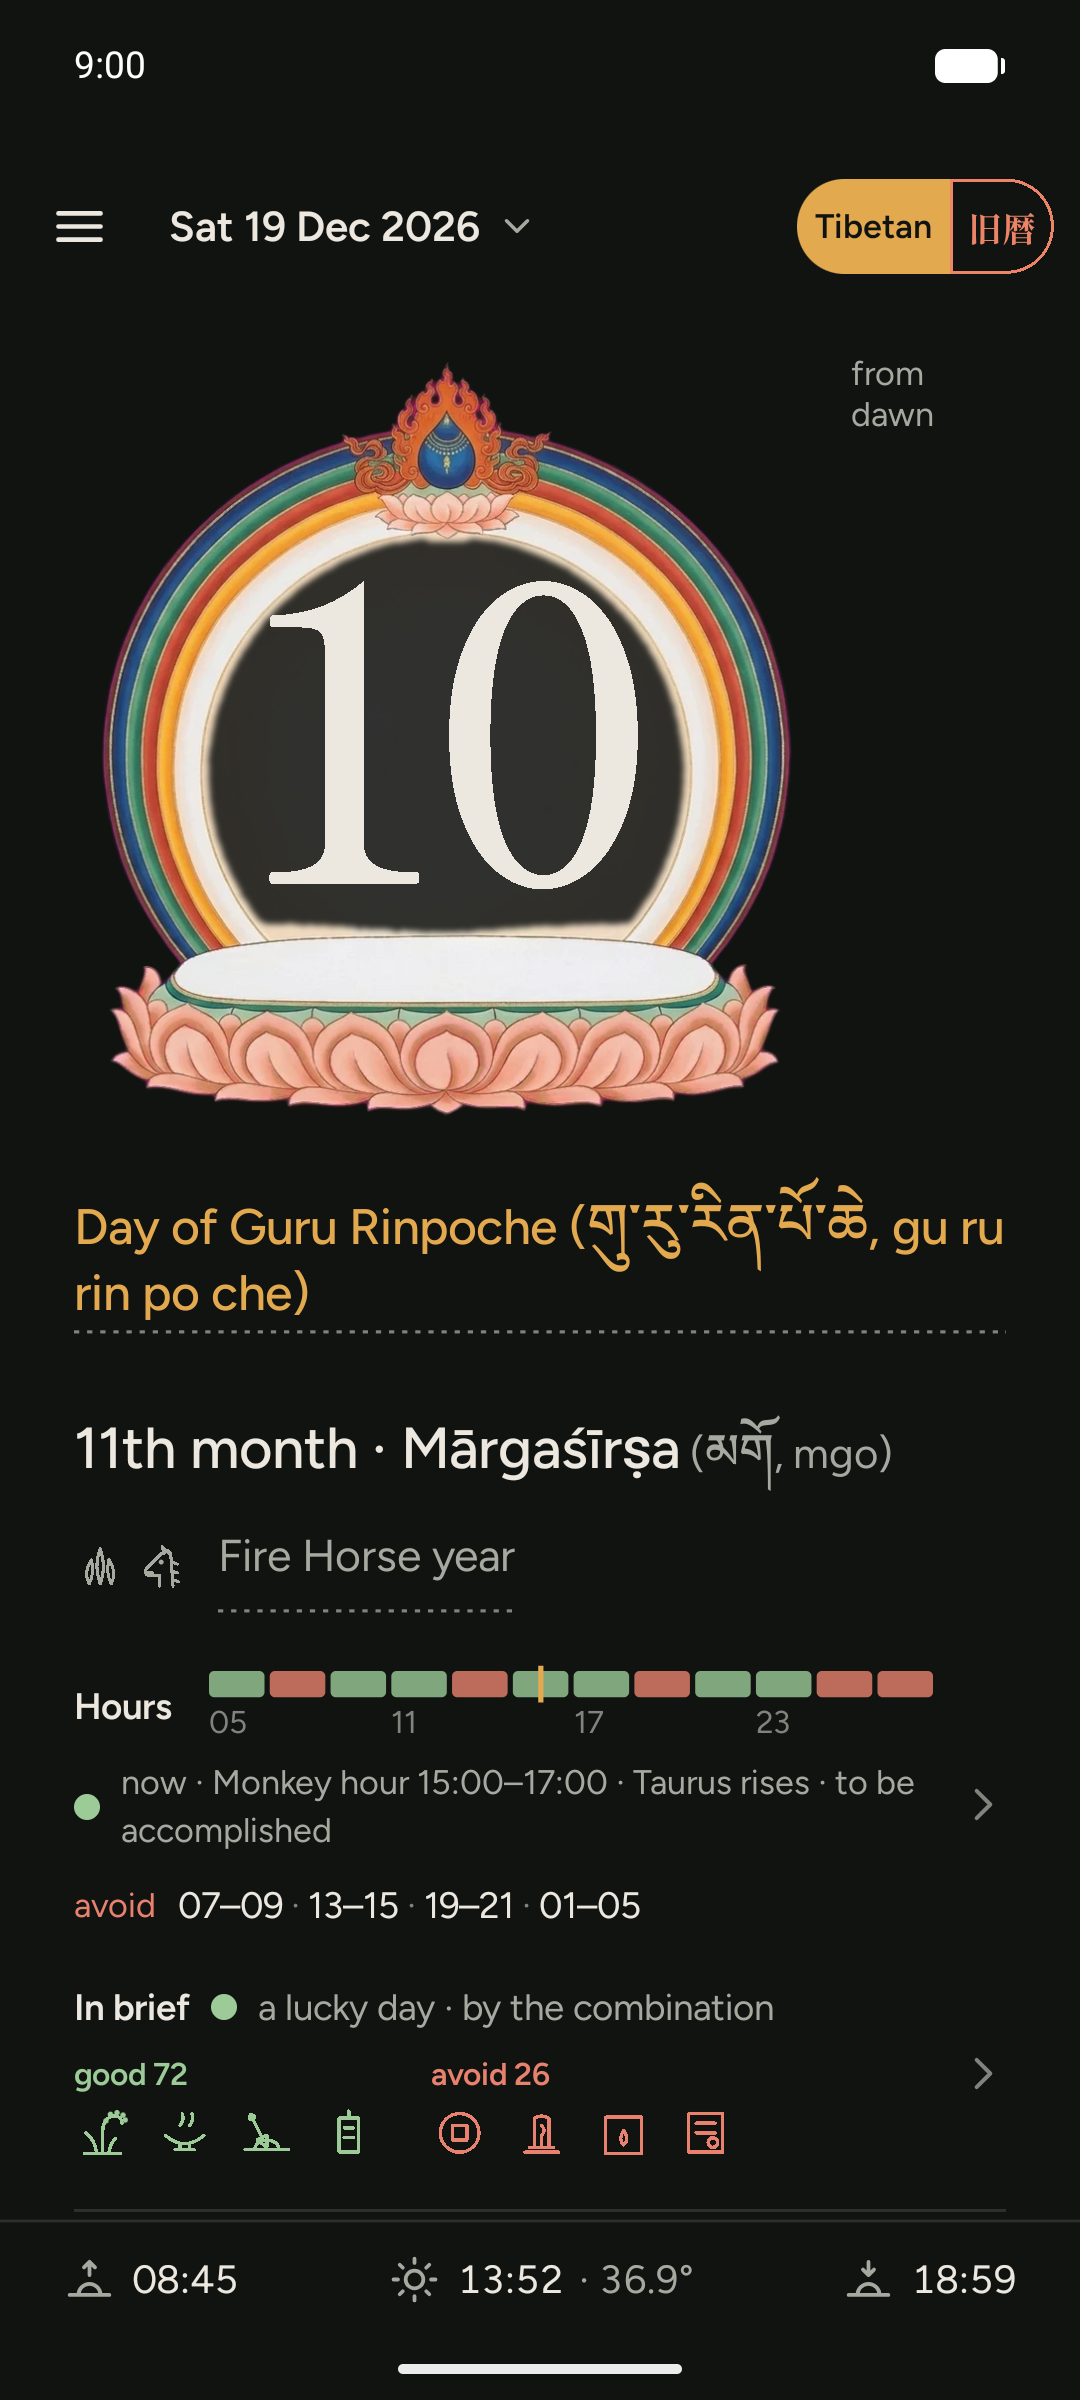 9:00
Sat 19 Dec 2026
Tibetan 旧暦
from
dawn
10
Day of Guru Rinpoche (གུ་རུ་རིན་པོ་ཆེ, gu ru
rin po che)
11th month · Mārgaśīrṣa (མགོ, mgo)
Fire Horse year
Hours
05 11 17 23
now · Monkey hour 15:00–17:00 · Taurus rises · to be
accomplished
avoid 07–09 · 13–15 · 19–21 · 01–05
In brief a lucky day · by the combination
good 72 avoid 26
08:45 13:52 · 36.9° 18:59